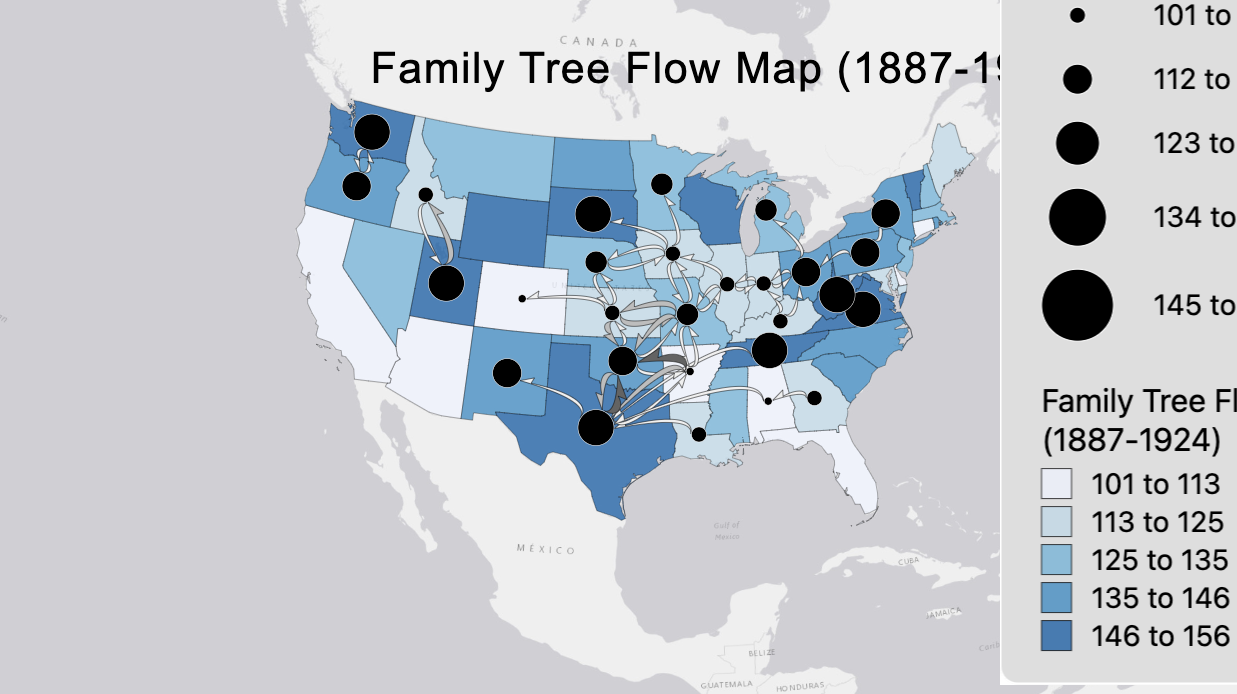 101 to
CANADA
Family Tree Flow Map (1887-19
112 to
123 to
134 to
145 to
Family Tree Fl
(1887-1924)
101 to 113
113 to 125
125 to 135
135 to 146
146 to 156
Gulf of
Mexico
MÉXICO
CUBA
JAMAICA
Carib
BELIZE
GUATEMALA
HONDURAS